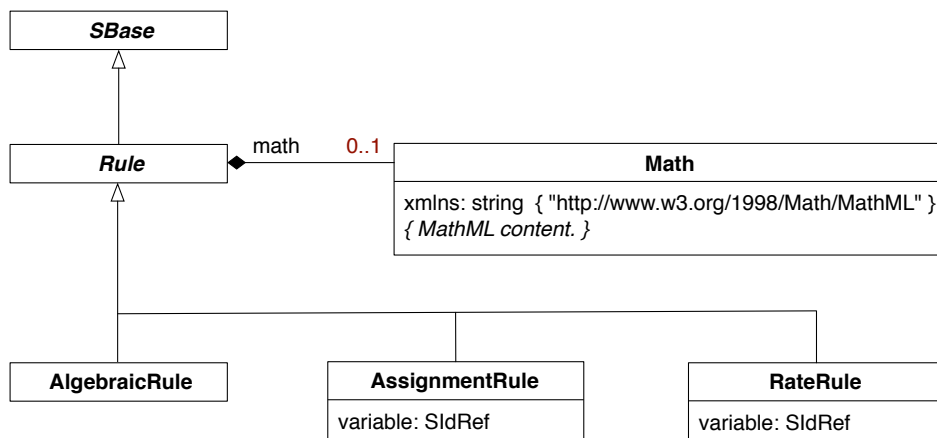 SBase
Rule
math 0..1
Math
xmlns: string { "http://www.w3.org/1998/Math/MathML" }
{ MathML content. }
AlgebraicRule
AssignmentRule
variable: SIdRef
RateRule
variable: SIdRef